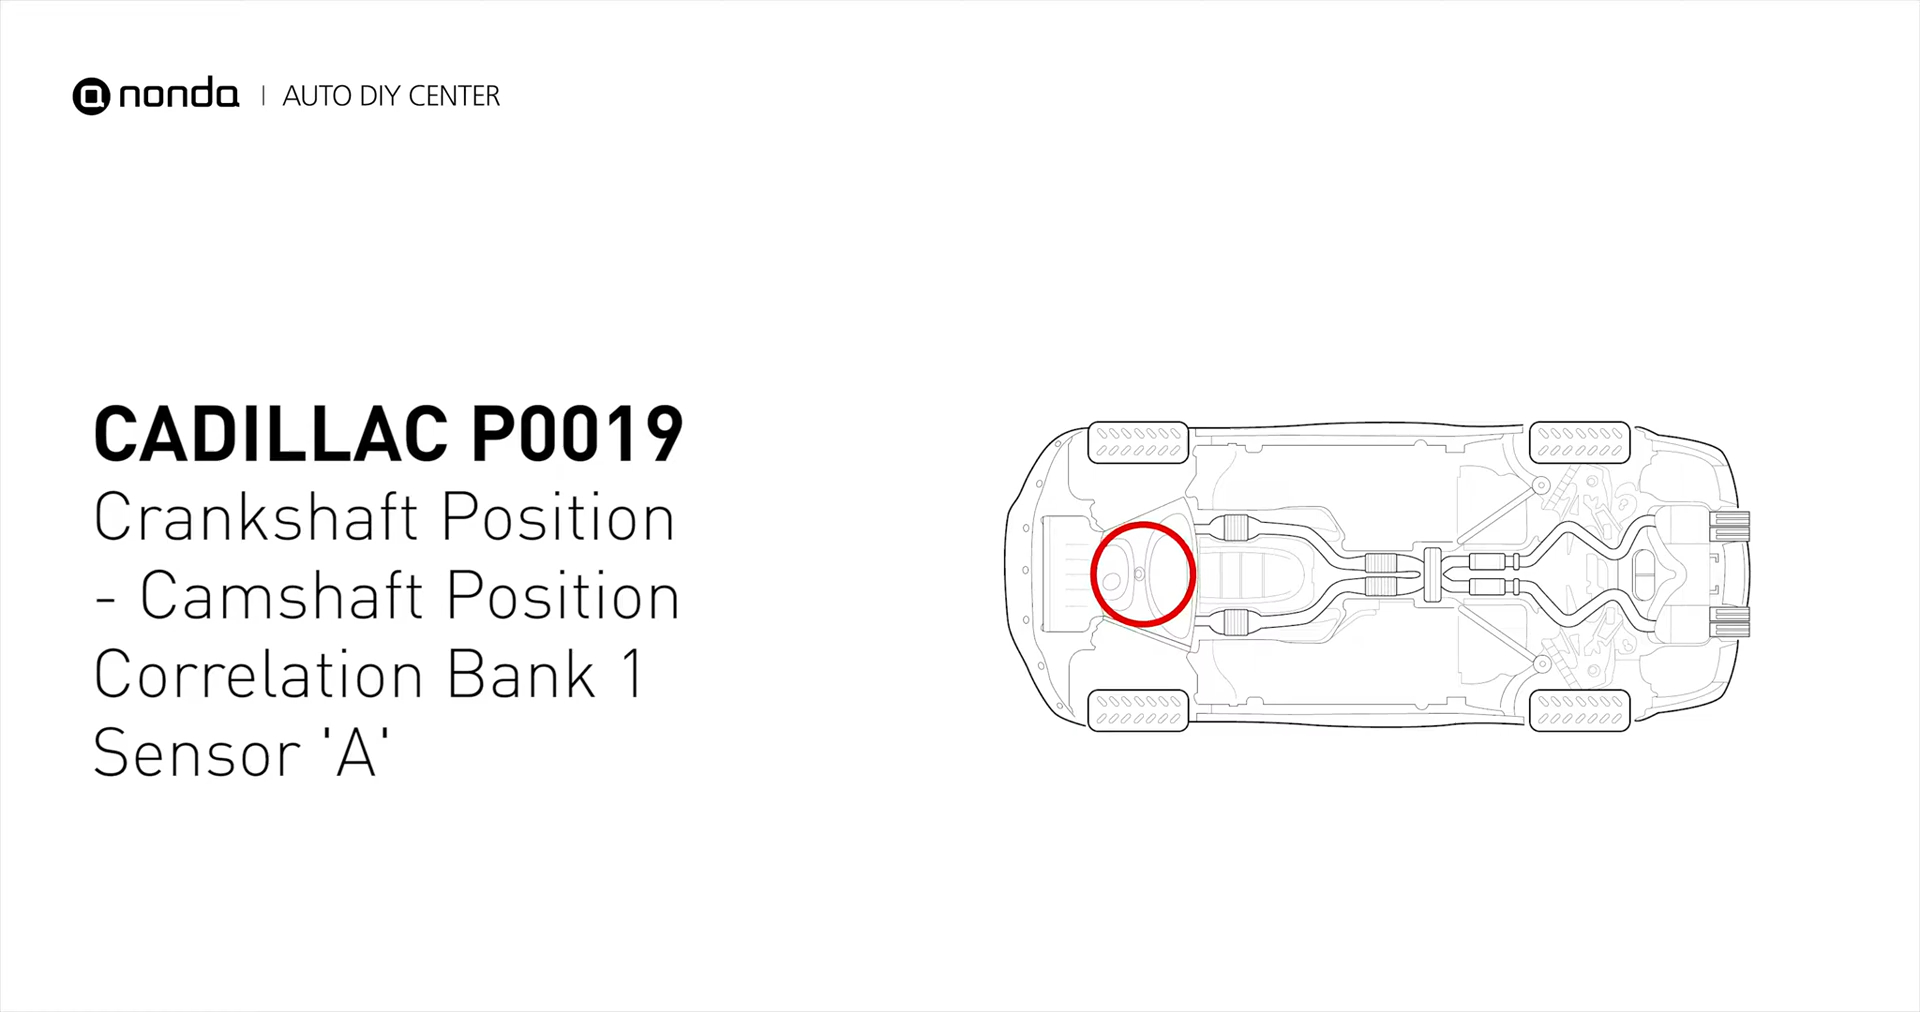 nonda | AUTO DIY CENTER
CADILLAC P0019
Crankshaft Position
- Camshaft Position
Correlation Bank 1
Sensor 'A'